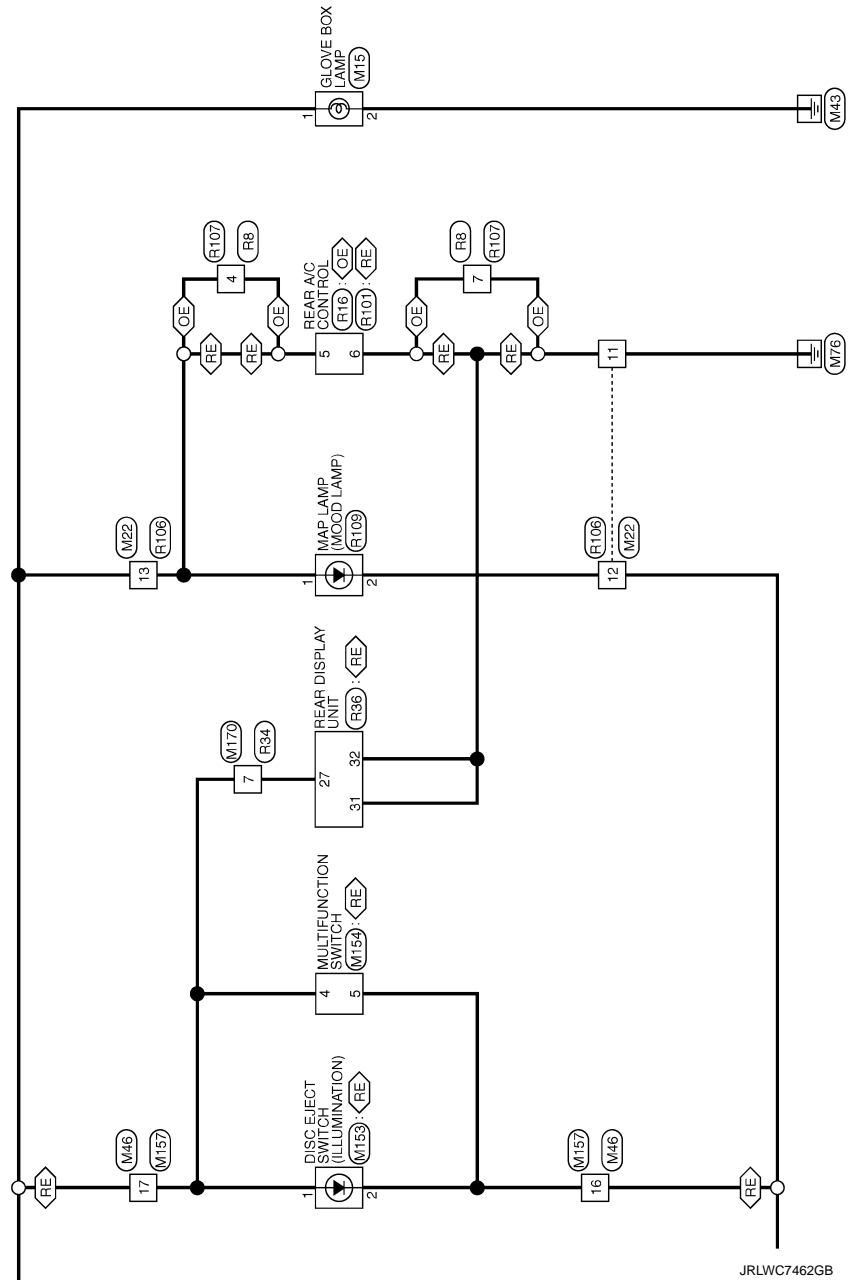 GLOVE BOX
LAMP
M15
1
2
M43
R107
R8
4
OE
OE
RE
RE
REAR A/C
CONTROL
R16 : OE
R101 : RE
5
6
R8
R107
7
OE
OE
RE
RE
11
M76
M22
R106
13
MAP LAMP
(MOOD LAMP)
R109
1
2
R106
M22
12
M170
R34
7
REAR DISPLAY
UNIT
R36 : RE
27
31
32
MULTIFUNCTION
SWITCH
M154 : RE
4
5
RE
M46
M157
17
DISC EJECT
SWITCH
(ILLUMINATION)
M153 : RE
1
2
M157
M46
16
RE
JRLWC7462GB